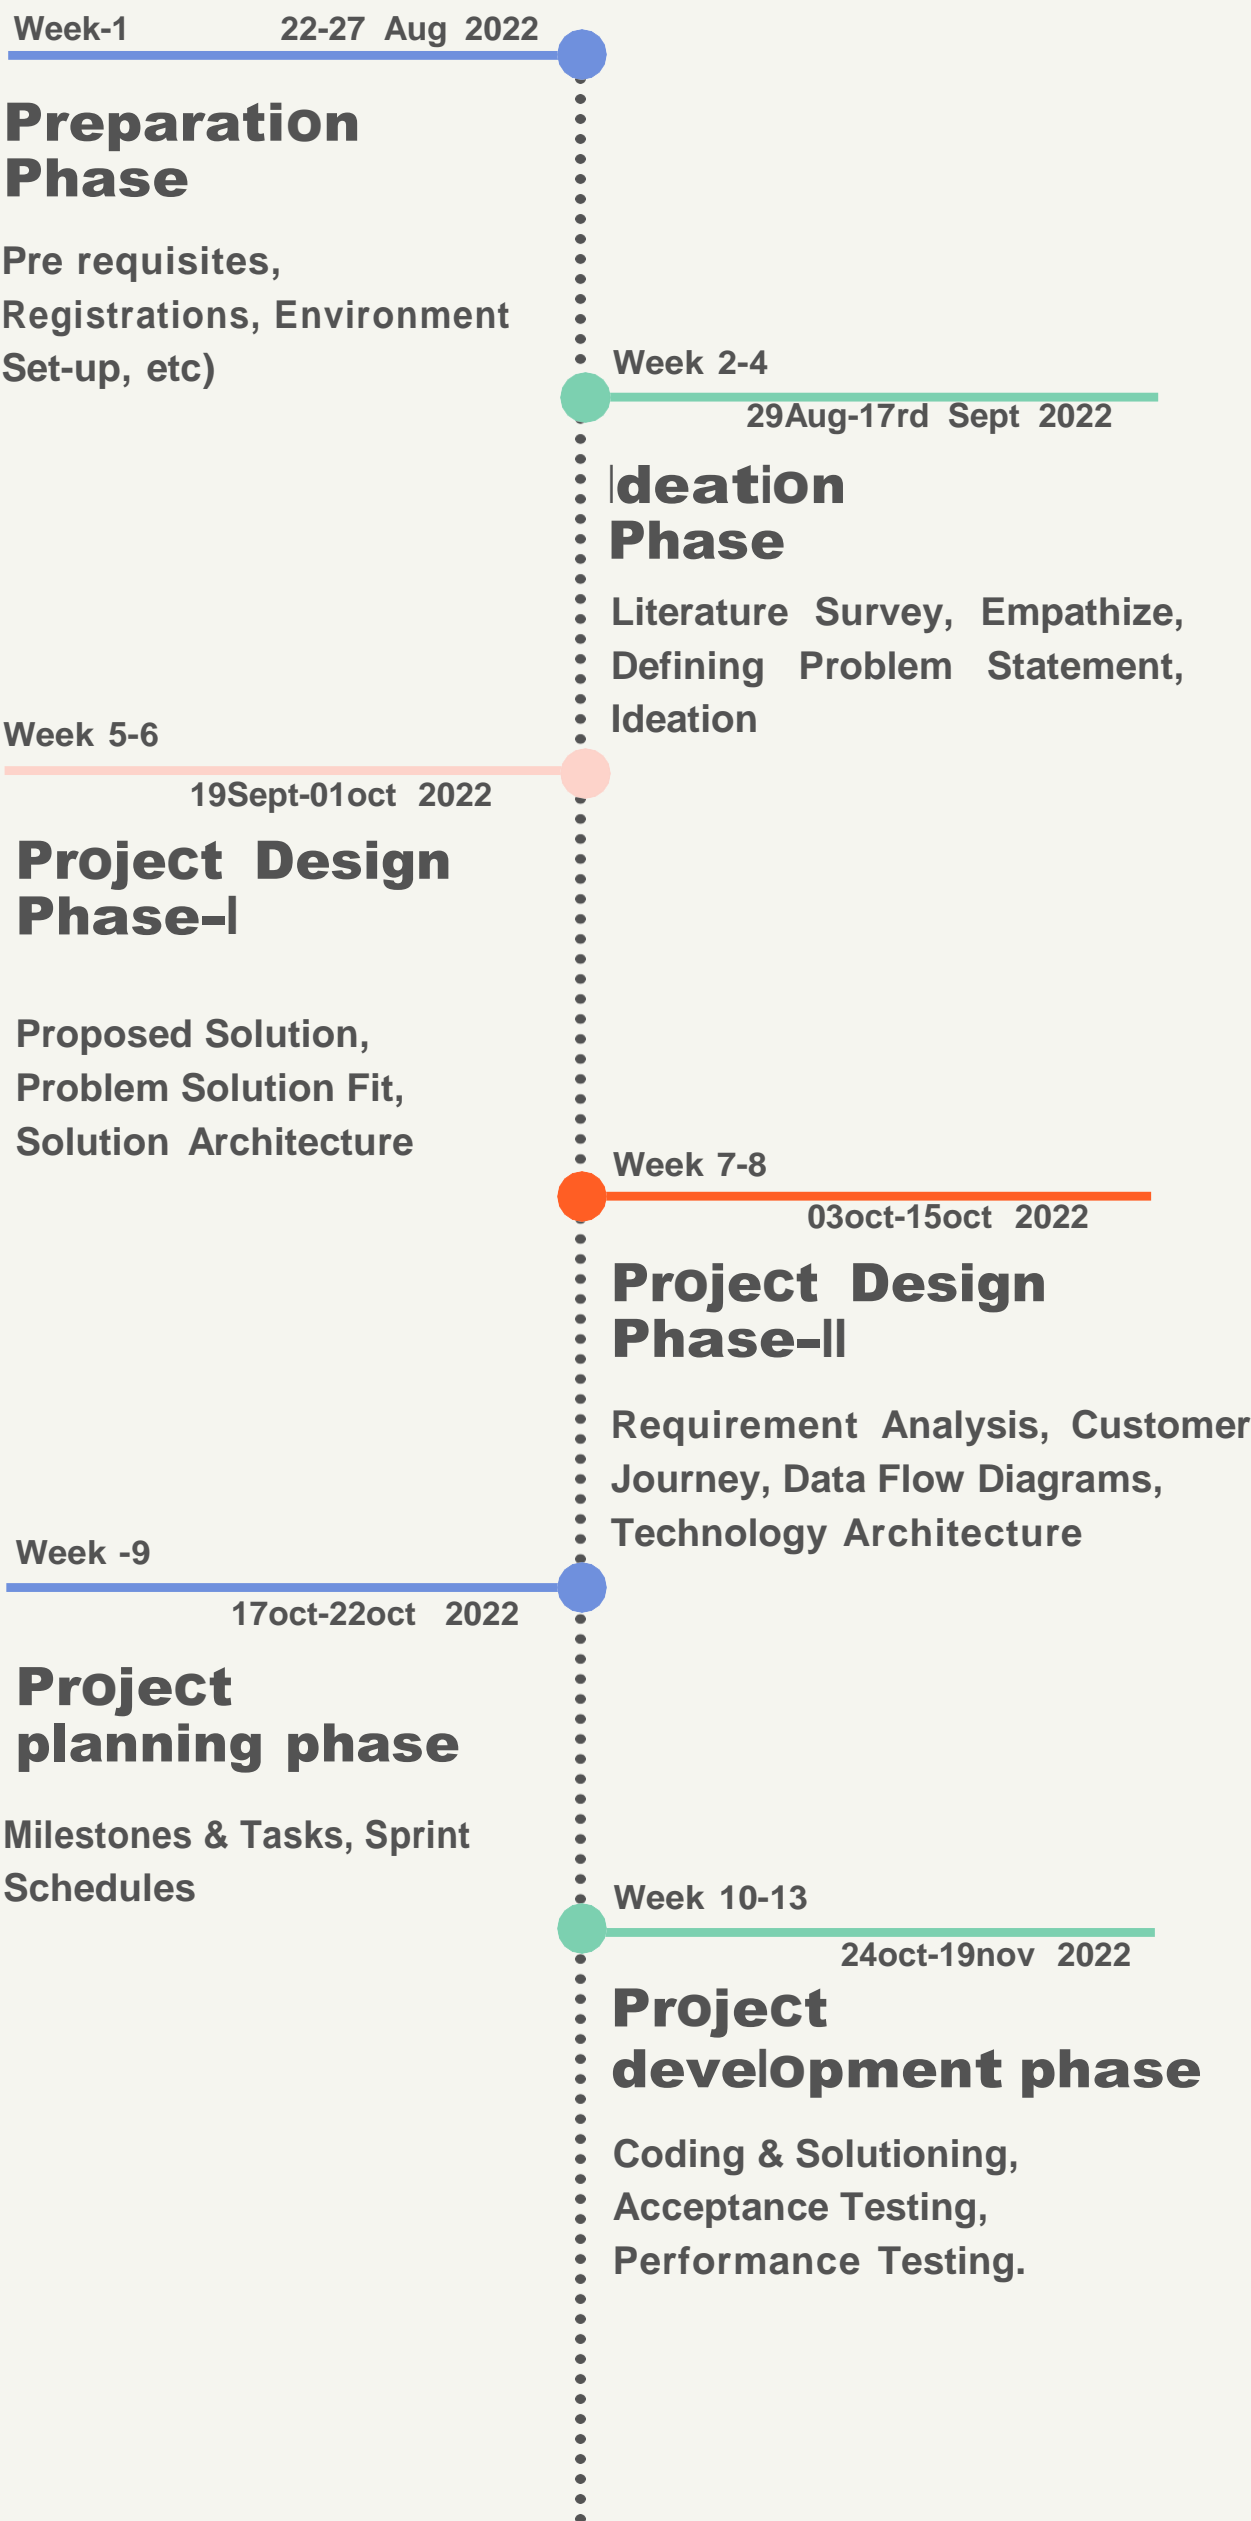 Week-1 22-27 Aug 2022
Preparation
Phase
Pre requisites,
Registrations, Environment
Set-up, etc)
Week 2-4
29Aug-17rd Sept 2022
Ideation
Phase
Literature Survey, Empathize,
Defining Problem Statement,
Ideation
Week 5-6
19Sept-01oct 2022
Project Design
Phase-I
Proposed Solution,
Problem Solution Fit,
Solution Architecture
Week 7-8
03oct-15oct 2022
Project Design
Phase-II
Requirement Analysis, Customer
Journey, Data Flow Diagrams,
Technology Architecture
Week -9
17oct-22oct 2022
Project
planning phase
Milestones & Tasks, Sprint
Schedules
Week 10-13
24oct-19nov 2022
Project
development phase
Coding & Solutioning,
Acceptance Testing,
Performance Testing.